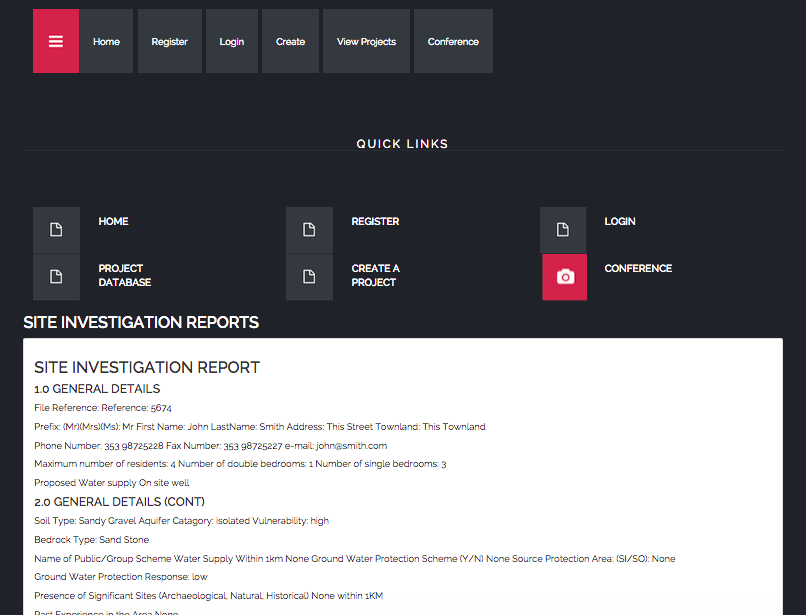 Home Register Login Create View Projects Conference
QUICK LINKS
HOME REGISTER LOGIN
PROJECT DATABASE CREATE A PROJECT CONFERENCE
SITE INVESTIGATION REPORTS
SITE INVESTIGATION REPORT
1.0 GENERAL DETAILS
File Reference: Reference: 5674
Prefix: (Mr)(Mrs)(Ms): Mr First Name: John LastName: Smith Address: This Street Townland: This Townland
Phone Number: 353 98725228 Fax Number: 353 98725227 e-mail: john@smith.com
Maximum number of residents: 4 Number of double bedrooms: 1 Number of single bedrooms: 3
Proposed Water supply On site well
2.0 GENERAL DETAILS (CONT)
Soil Type: Sandy Gravel Aquifer Catagory: isolated Vulnerability: high
Bedrock Type: Sand Stone
Name of Public/Group Scheme Water Supply Within 1km None Ground Water Protection Scheme (Y/N) None Source Protection Area: (SI/SO): None
Ground Water Protection Response: low
Presence of Significant Sites (Archaeological, Natural, Historical) None within 1KM
Past Experience in the Area None